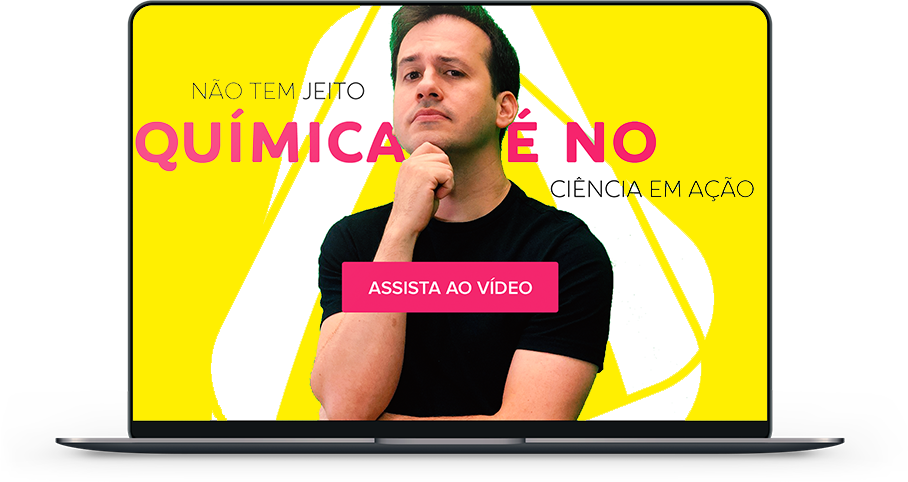 NÃO TEM JEITO
QUÍMICA É NO
CIÊNCIA EM AÇÃO
ASSISTA AO VÍDEO